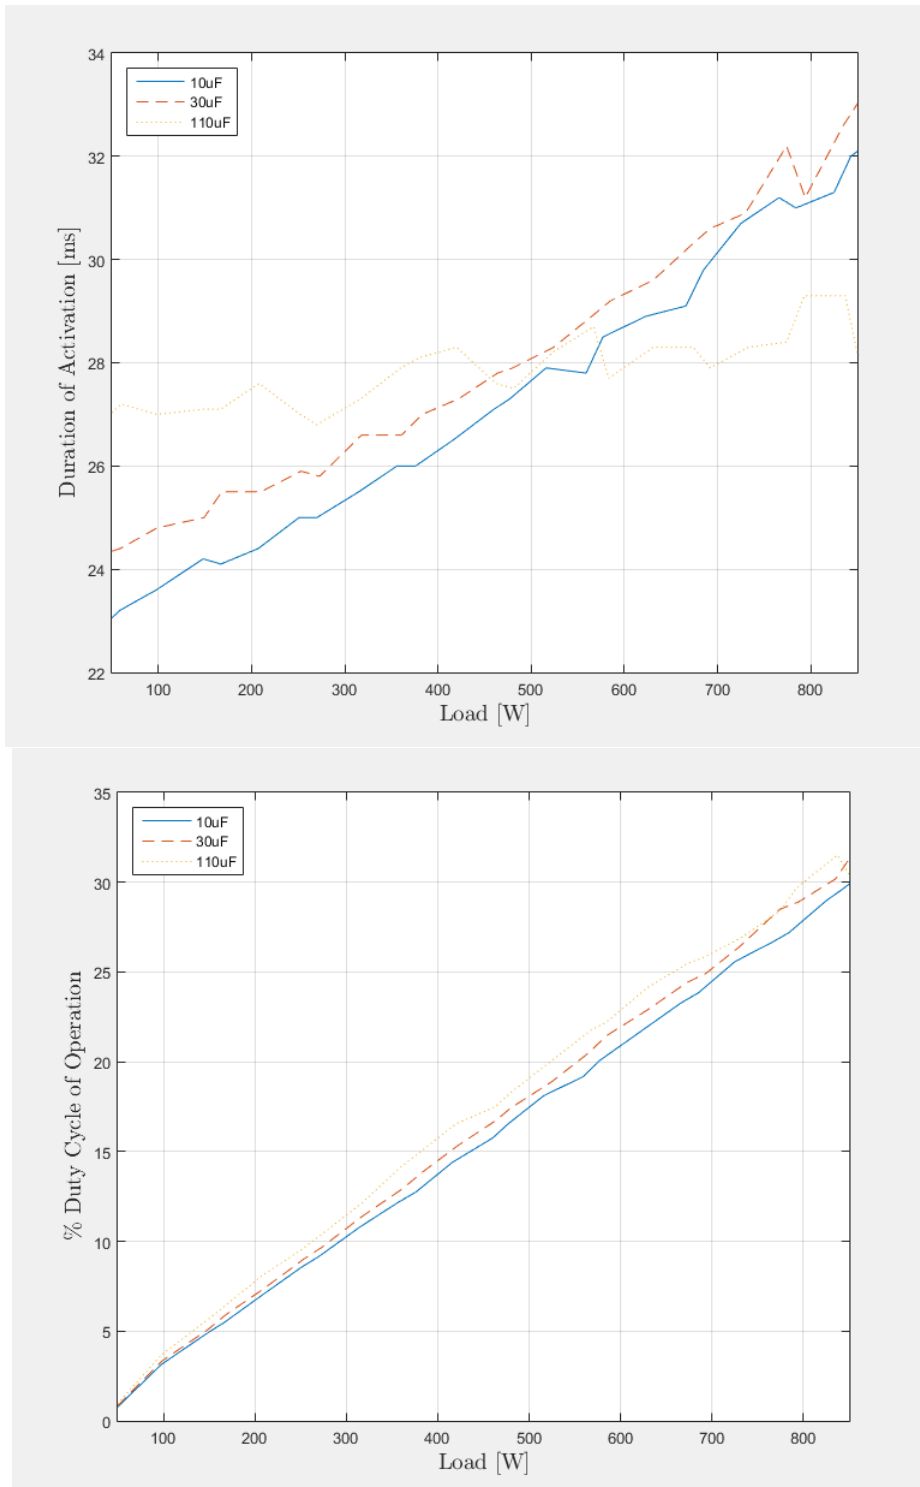 34
32
30
28
26
24
22
Duration of Activation [ms]
10uF
30uF
110uF
100 200 300 400 500 600 700 800
Load [W]
35
30
25
20
15
10
5
0
% Duty Cycle of Operation
10uF
30uF
110uF
100 200 300 400 500 600 700 800
Load [W]